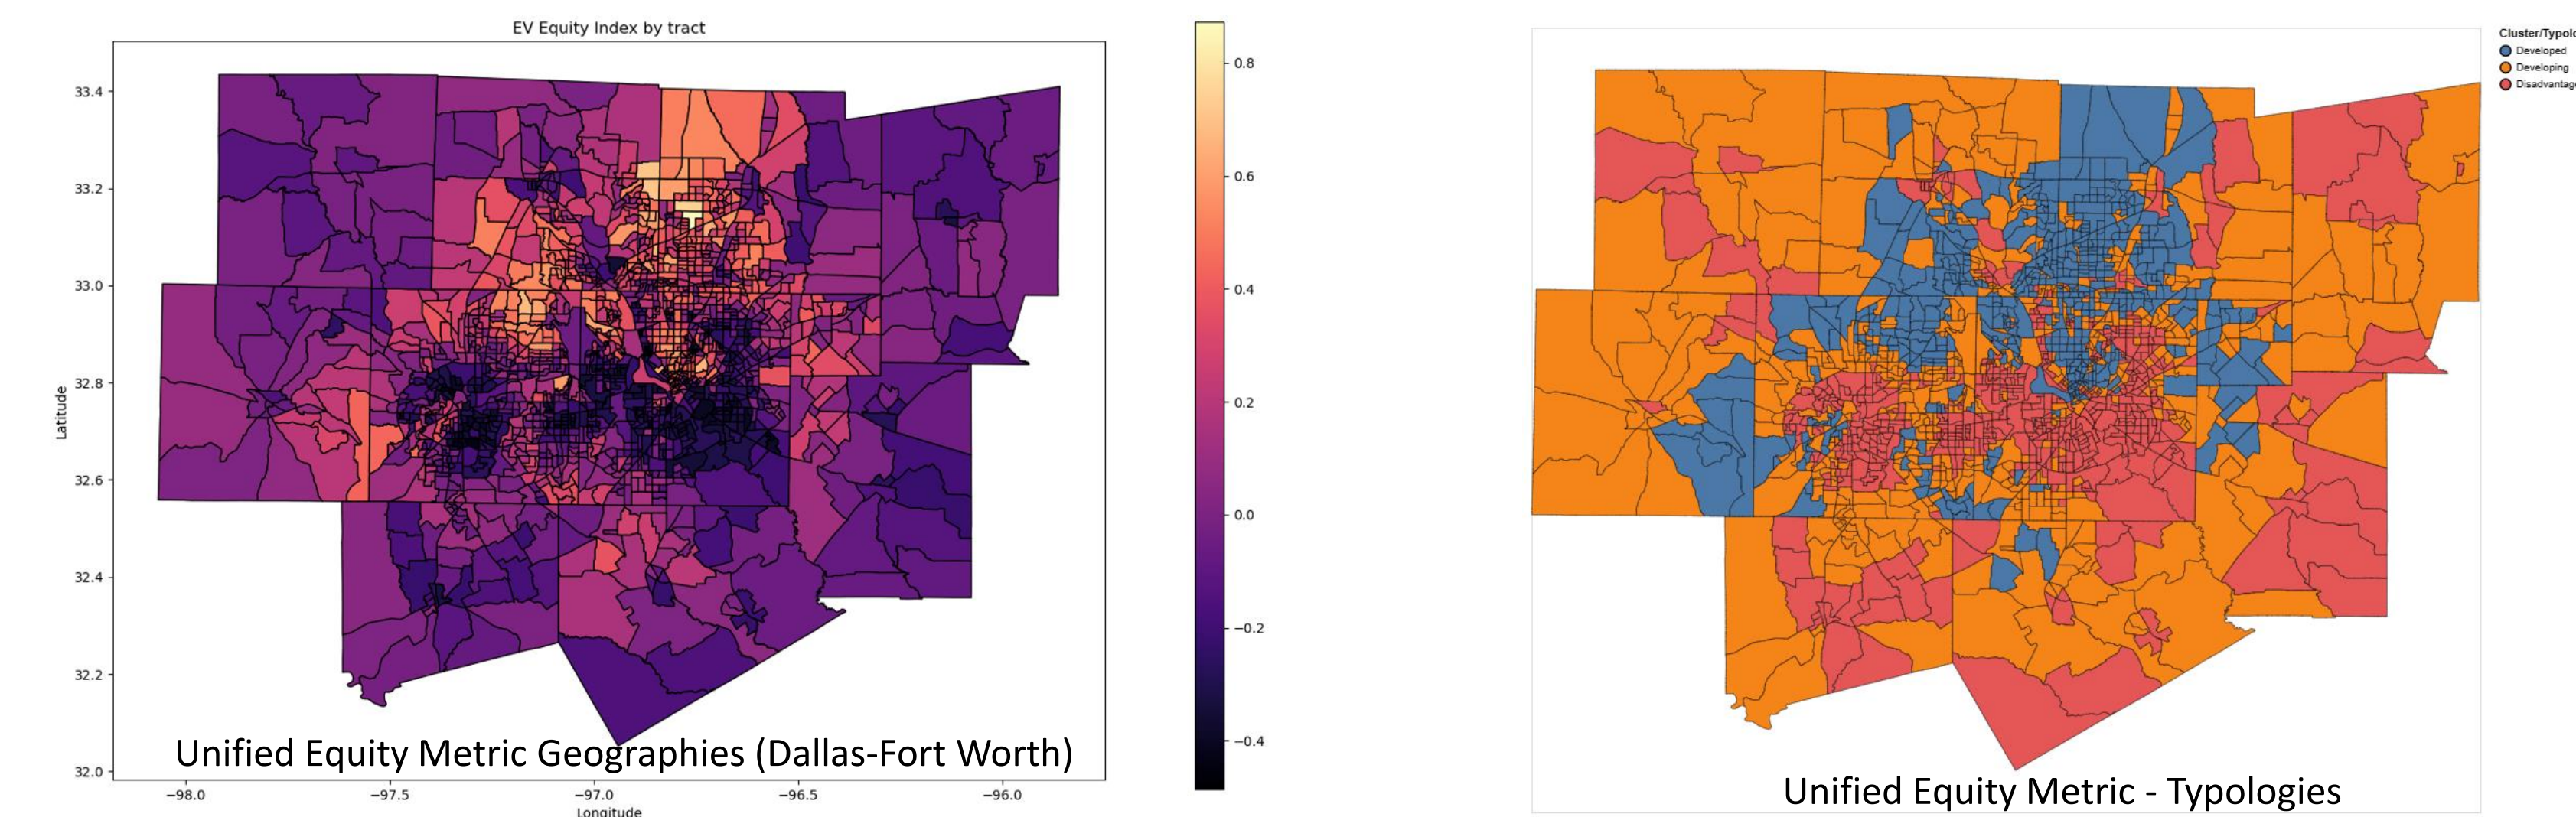 EV Equity Index by tract
33.4
33.2
33.0
32.8
32.6
32.4
32.2
32.0
Latitude
−98.0
−97.5
−97.0
−96.5
−96.0
Longitude
Unified Equity Metric Geographies (Dallas-Fort Worth)
0.8
0.6
0.4
0.2
0.0
−0.2
−0.4
Cluster/Typolo
Developed
Developing
Disadvantage
Unified Equity Metric - Typologies